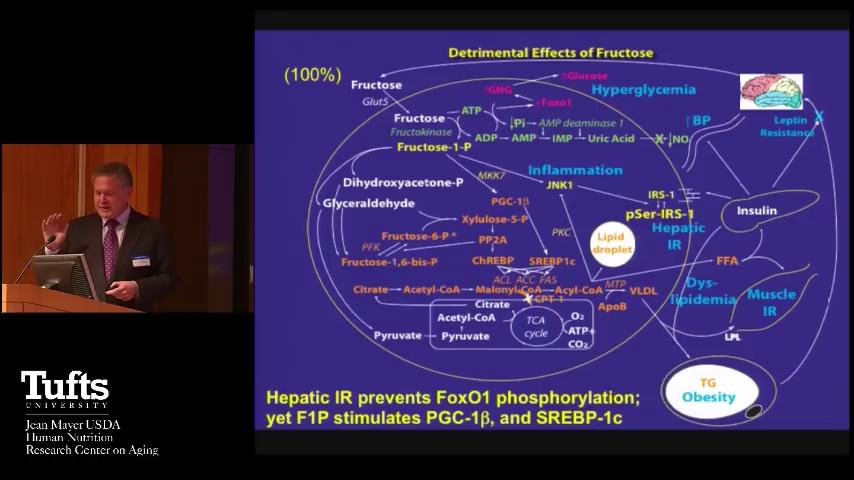 Detrimental Effects of Fructose
(100%)
Fructose
Glut5
Fructose
Fructokinase
Fructose-1-P
ATP
ADP
↑GNG
↑Glucose
↑Foxo1
Hyperglycemia
↓Pi
AMP deaminase 1
AMP
IMP
Uric Acid
X
↓NO
↑BP
Leptin
Resistance
X
Dihydroxyacetone-P
Glyceraldehyde
MKK7
Inflammation
JNK1
IRS-1
pSer-IRS-1
Hepatic
IR
Insulin
PGC-1β
Xylulose-5-P
Fructose-6-P *
PP2A
PKC
PFK
Fructose-1,6-bis-P
ChREBP
SREBP1c
Lipid
droplet
FFA
ACL ACC FAS
MTP
Citrate
Acetyl-CoA
Malonyl-CoA
Acyl-CoA
VLDL
CPT-1
ApoB
Dys-
lipidemia
Muscle
IR
Citrate
Acetyl-CoA
TCA
cycle
O₂
ATP+
CO₂
Pyruvate
Pyruvate
LPL
TG
Obesity
Hepatic IR prevents FoxO1 phosphorylation;
yet F1P stimulates PGC-1β, and SREBP-1c
Tufts
UNIVERSITY
Jean Mayer USDA
Human Nutrition
Research Center on Aging